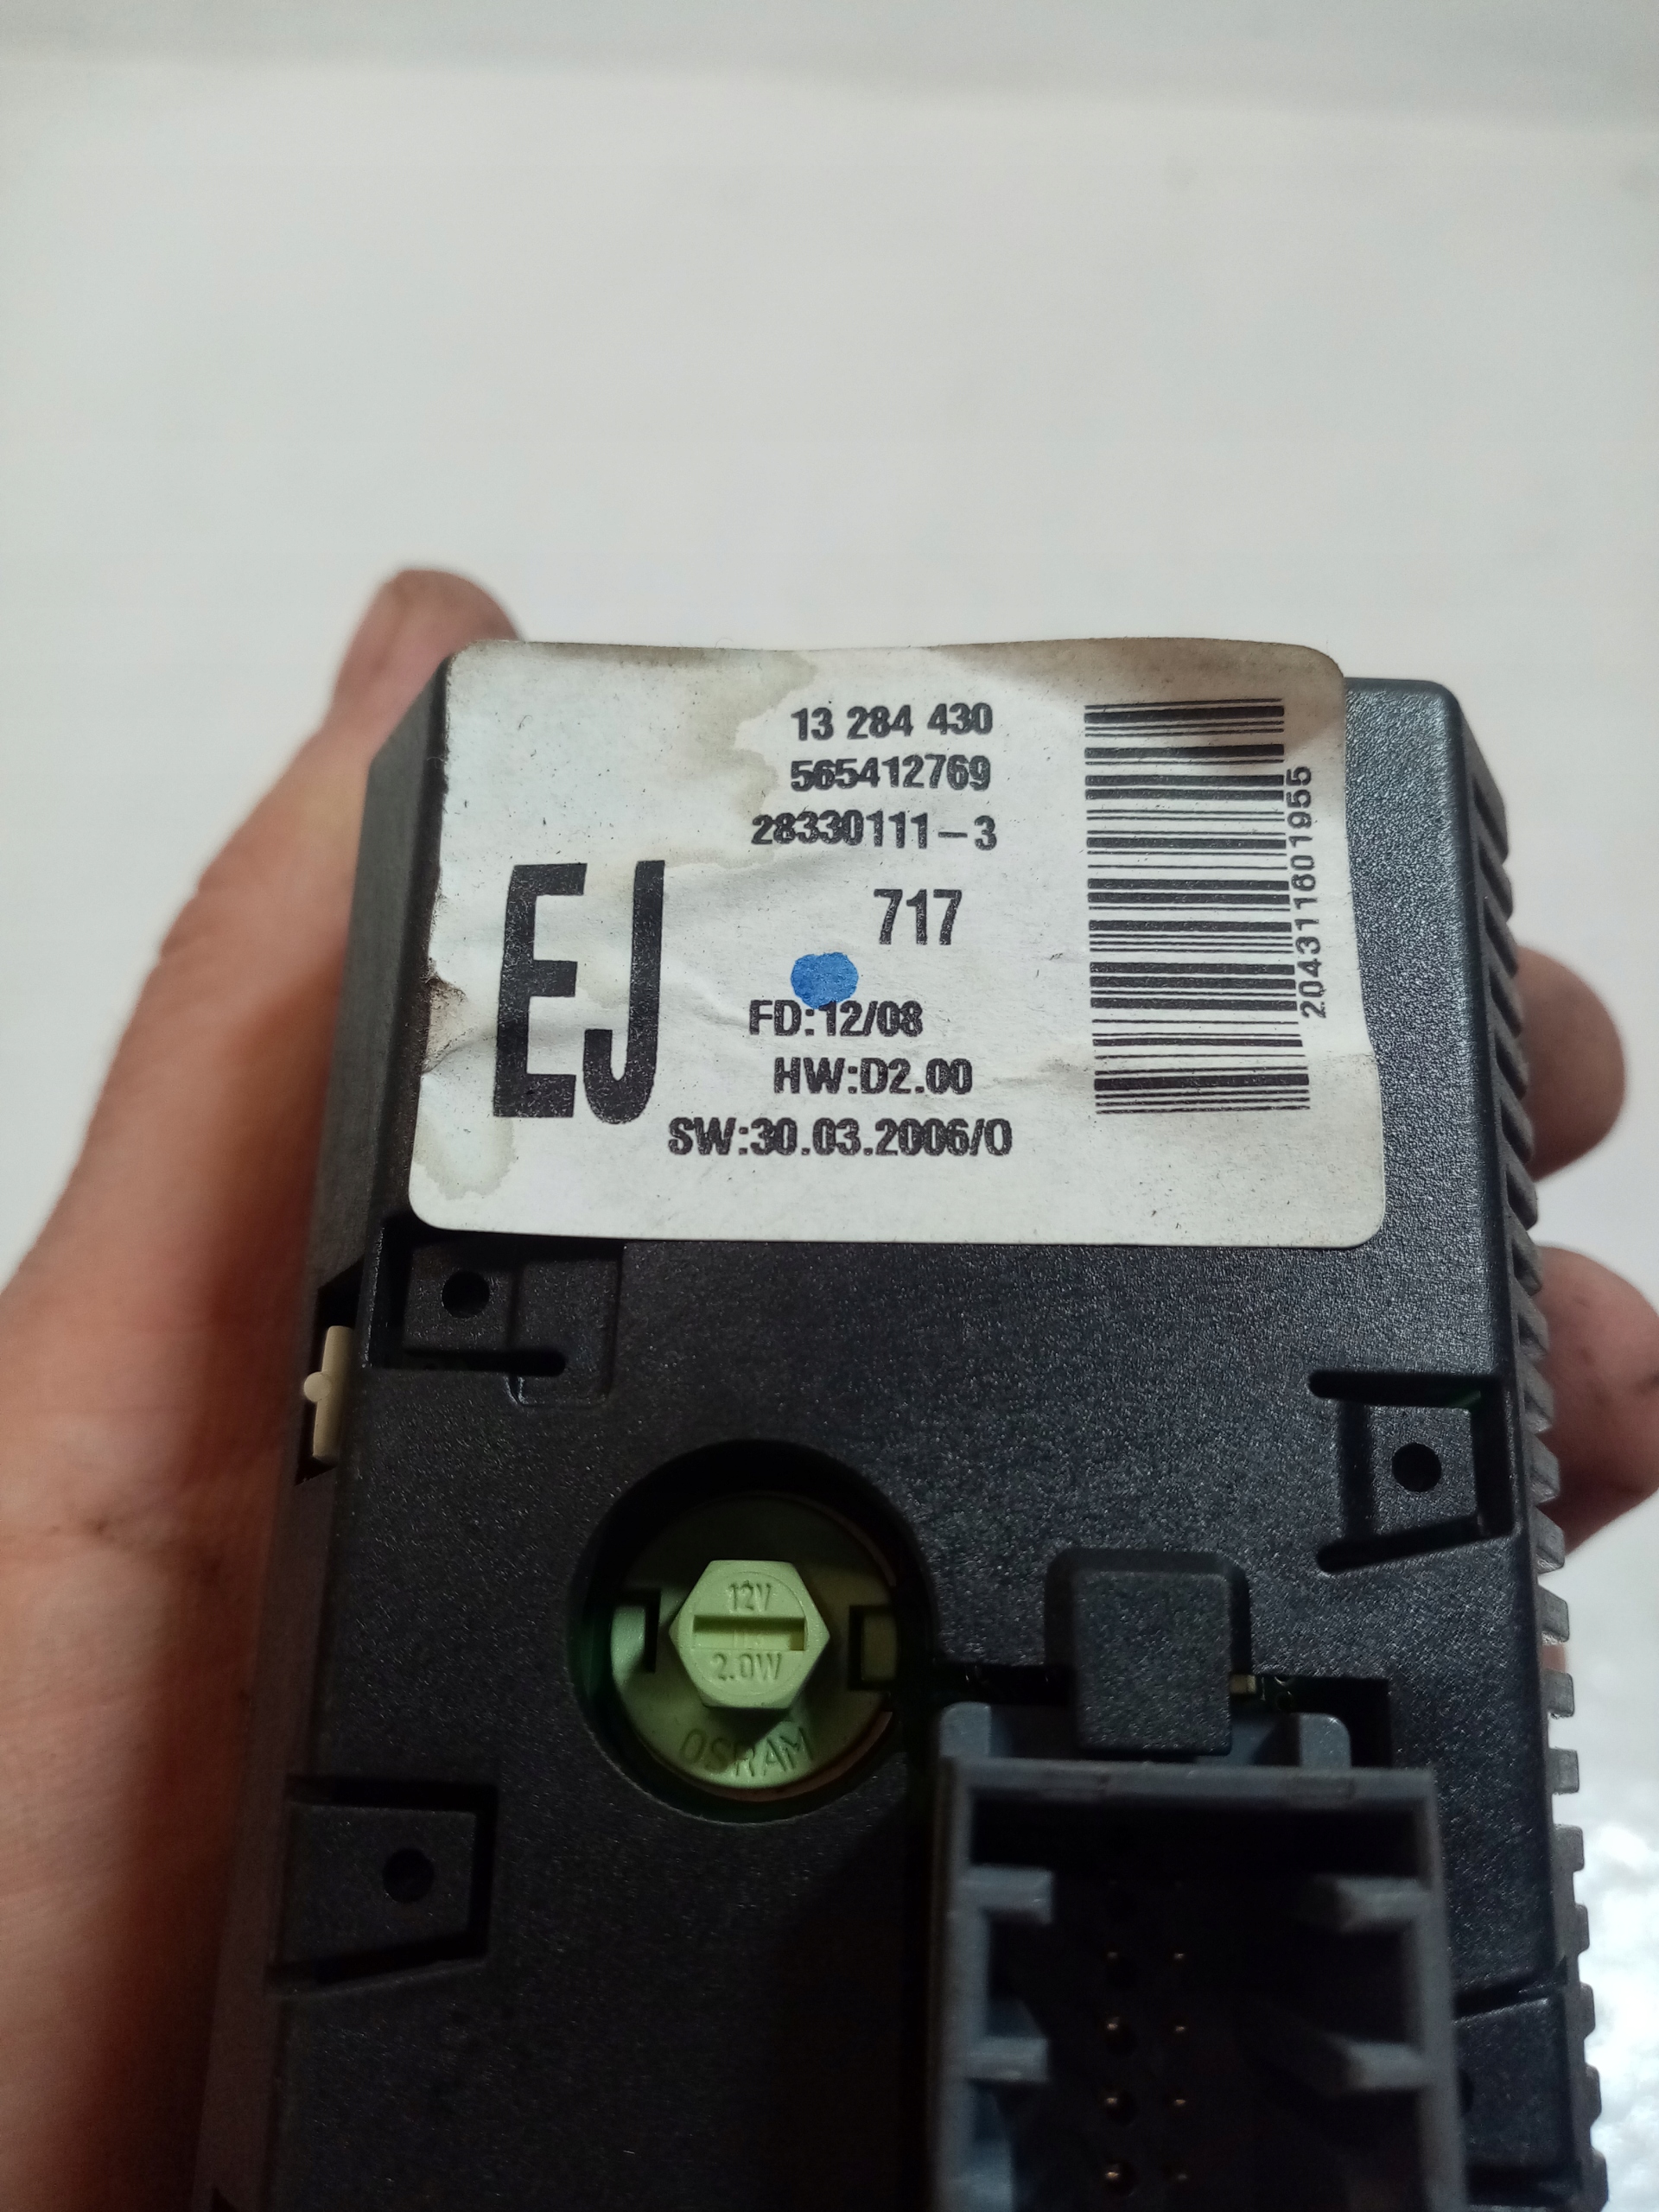 13 284 430
565412769
28330111-3
EJ
717
FD:12/08
HW:D2.00
SW:30.03.2006/0
204311601955
12V
2.0W
OSRAM